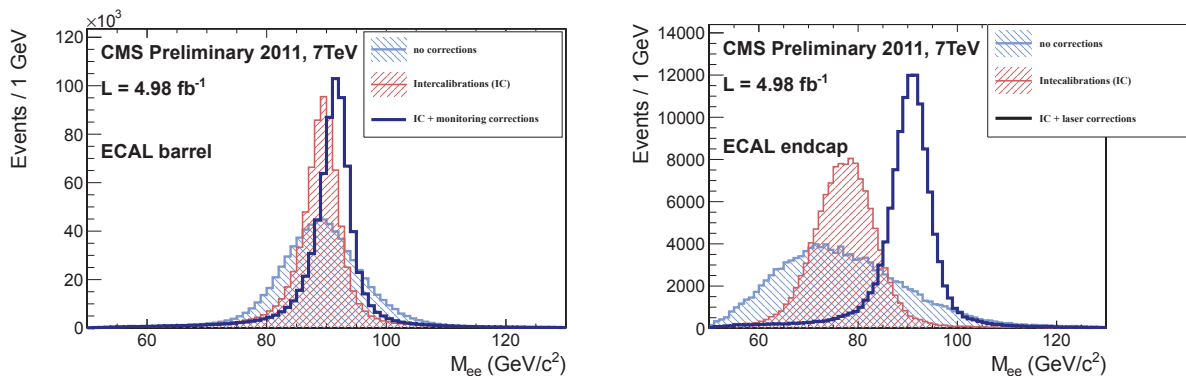 ×10³
120
100
80
60
40
20
0
Events / 1 GeV
CMS Preliminary 2011, 7TeV
L = 4.98 fb⁻¹
ECAL barrel
no corrections
Intercalibrations (IC)
IC + monitoring corrections
60
80
100
120
M_ee (GeV/c²)
14000
12000
10000
8000
6000
4000
2000
0
Events / 1 GeV
CMS Preliminary 2011, 7TeV
L = 4.98 fb⁻¹
ECAL endcap
no corrections
Intecalibrations (IC)
IC + laser corrections
60
80
100
120
M_ee (GeV/c²)